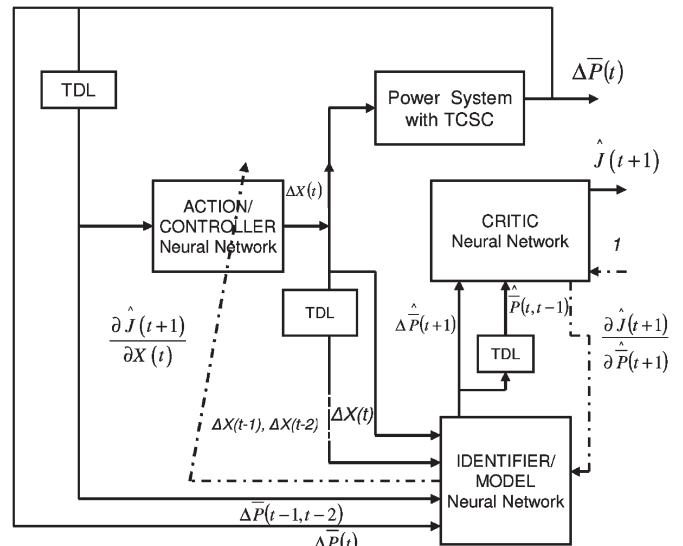 TDL
Power System
with TCSC
ΔP̅(t)
Ĵ(t+1)
ΔX(t)
ACTION/
CONTROLLER
Neural Network
CRITIC
Neural Network
1
∂Ĵ(t+1)
∂X(t)
TDL
ΔP̅̂(t+1)
P̅̂(t,t−1)
TDL
∂Ĵ(t+1)
∂P̅̂(t+1)
ΔX(t-1), ΔX(t-2)
ΔX(t)
IDENTIFIER/
MODEL
Neural Network
ΔP̅(t−1,t−2)
ΔP̅(t)